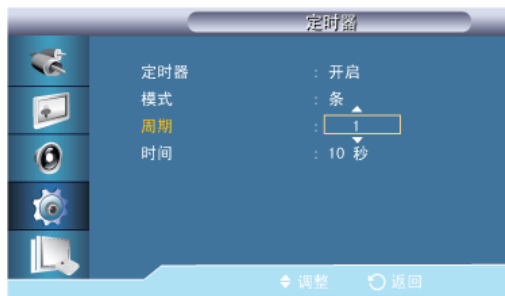 定时器
定时器 : 开启
模式 : 条
周期 : 1
时间 : 10 秒
调整 返回